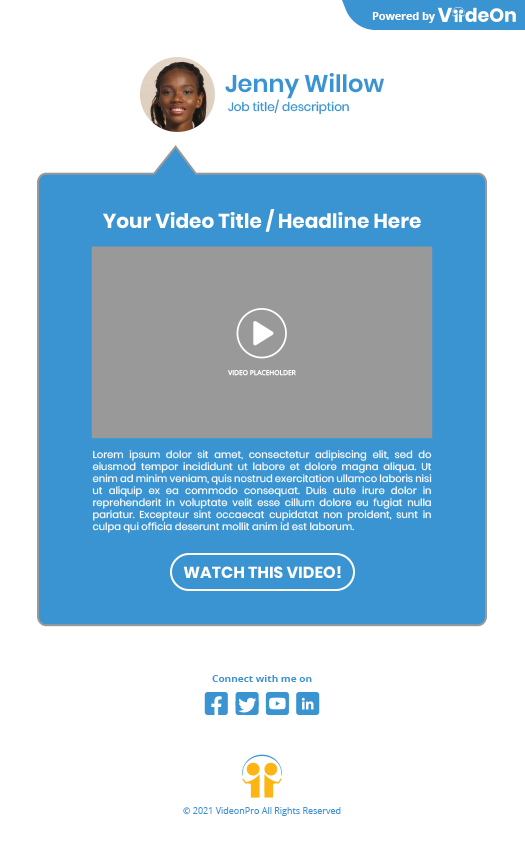 Powered by ViideOn
Jenny Willow
Job title/ description
Your Video Title / Headline Here
VIDEO PLACEHOLDER
Lorem ipsum dolor sit amet, consectetur adipiscing elit, sed do
eiusmod tempor incididunt ut labore et dolore magna aliqua. Ut
enim ad minim veniam, quis nostrud exercitation ullamco laboris nisi
ut aliquip ex ea commodo consequat. Duis aute irure dolor in
reprehenderit in voluptate velit esse cillum dolore eu fugiat nulla
pariatur. Excepteur sint occaecat cupidatat non proident, sunt in
culpa qui officia deserunt mollit anim id est laborum.
WATCH THIS VIDEO!
Connect with me on
© 2021 VideonPro All Rights Reserved